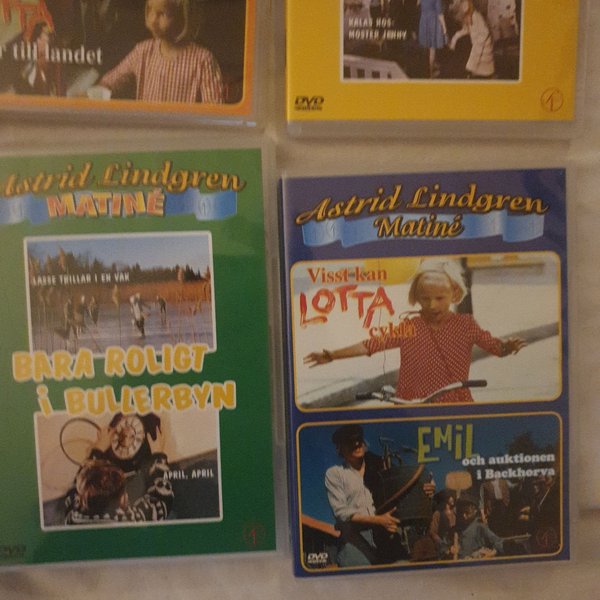 TTA
r till landet
KALAS HOS
MOSTER JENNY
DVD
Astrid Lindgren
MATINÉ
LASSE TRILLAR I EN VAK
BARA ROLIGT
i BULLERBYN
APRIL, APRIL
DVD
Astrid Lindgren
Matiné
Visst kan
LOTTA
cykla
EMIL
och auktionen
i Backhorva
DVD